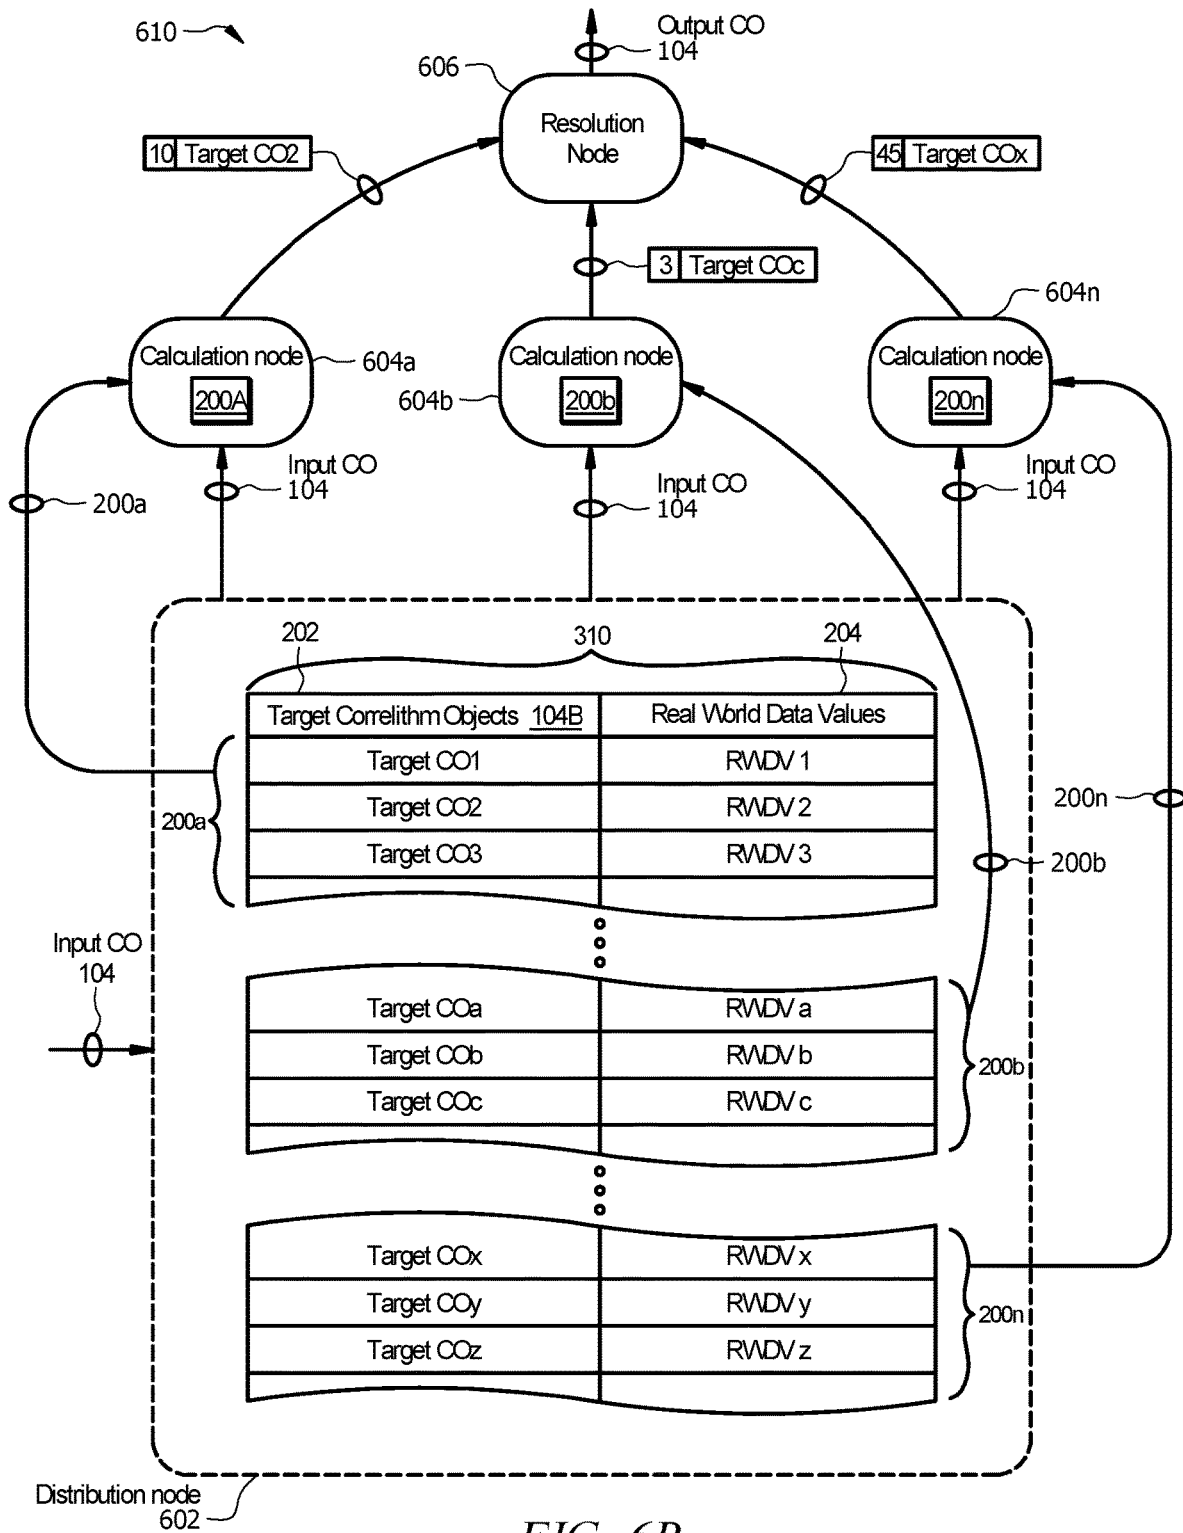 610
Output CO
104
606
Resolution
Node
10 Target CO2
45 Target COx
3 Target COc
604n
Calculation node
200A
604a
Calculation node
200b
604b
Calculation node
200n
200a
Input CO
104
Input CO
104
Input CO
104
202
310
204
Target Correlithm Objects 104B
Real World Data Values
Target CO1
RWDV 1
Target CO2
RWDV 2
Target CO3
RWDV 3
200a
200n
200b
Input CO
104
Target COa
RWDV a
Target COb
RWDV b
Target COc
RWDV c
200b
Target COx
RWDV x
Target COy
RWDV y
Target COz
RWDV z
200n
Distribution node
602
FIG. 6B